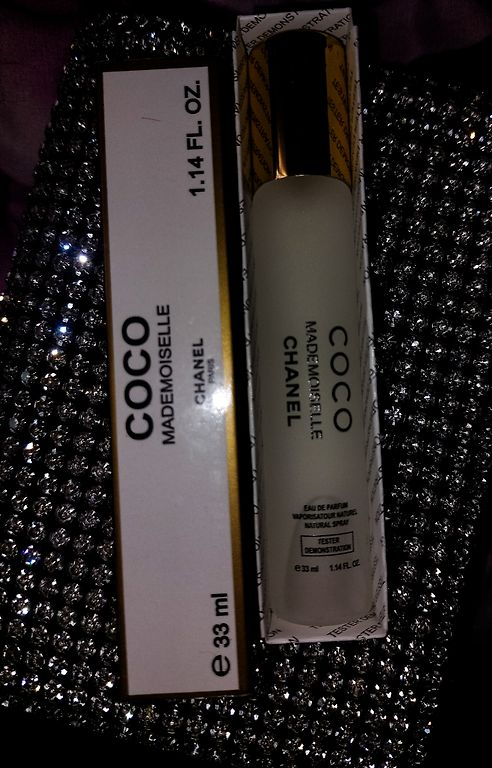 COCO
MADEMOISELLE
CHANEL
PARIS
1.14 FL. OZ.
e 33 ml
COCO
MADEMOISELLE
CHANEL
EAU DE PARFUM
VAPORISATEUR NATUREL
NATURAL SPRAY
TESTER
DEMONSTRATION
e 33 ml 1.14 FL. OZ.